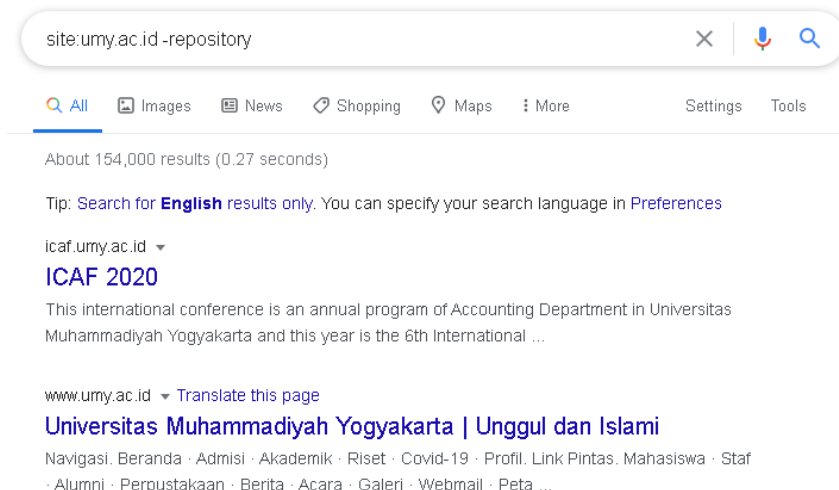 site:umy.ac.id -repository
All Images News Shopping Maps More Settings Tools
About 154,000 results (0.27 seconds)
Tip: Search for English results only. You can specify your search language in Preferences
icaf.umy.ac.id
ICAF 2020
This international conference is an annual program of Accounting Department in Universitas
Muhammadiyah Yogyakarta and this year is the 6th International ...
www.umy.ac.id Translate this page
Universitas Muhammadiyah Yogyakarta | Unggul dan Islami
Navigasi. Beranda · Admisi · Akademik · Riset · Covid-19 · Profil. Link Pintas. Mahasiswa · Staf
· Alumni · Perpustakaan · Berita · Acara · Galeri · Webmail · Peta ...